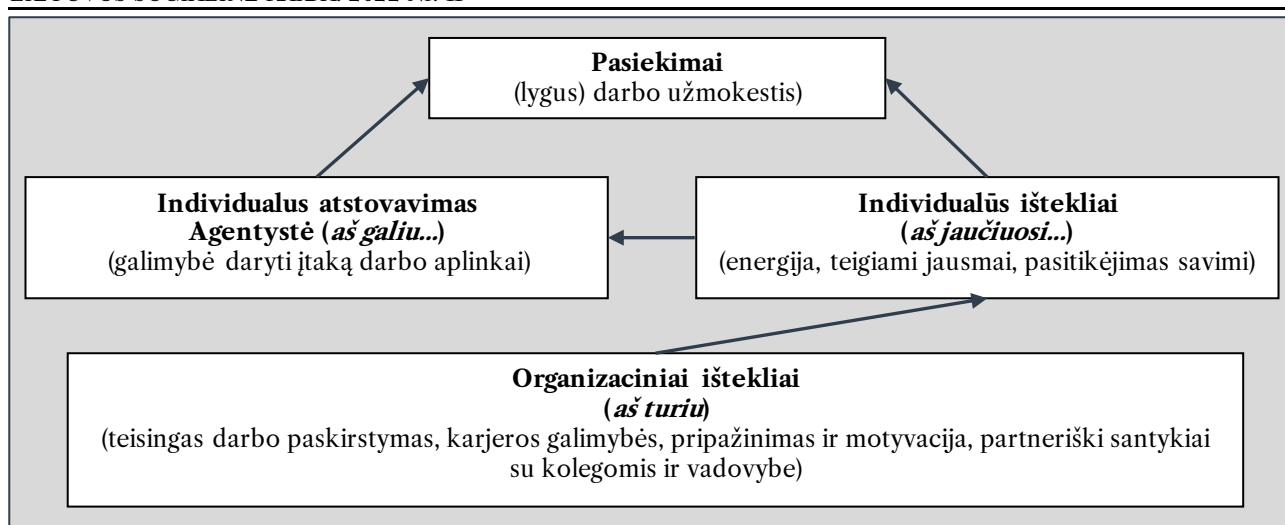 Pasiekimai
(lygus) darbo užmokestis)
Individualus atstovavimas
Agentystė (aš galiu...)
(galimybė daryti įtaką darbo aplinkai)
Individualūs ištekliai
(aš jaučiuosi...)
(energija, teigiami jausmai, pasitikėjimas savimi)
Organizaciniai ištekliai
(aš turiu)
(teisingas darbo paskirstymas, karjeros galimybės, pripažinimas ir motyvacija, partneriški santykiai
su kolegomis ir vadovybe)